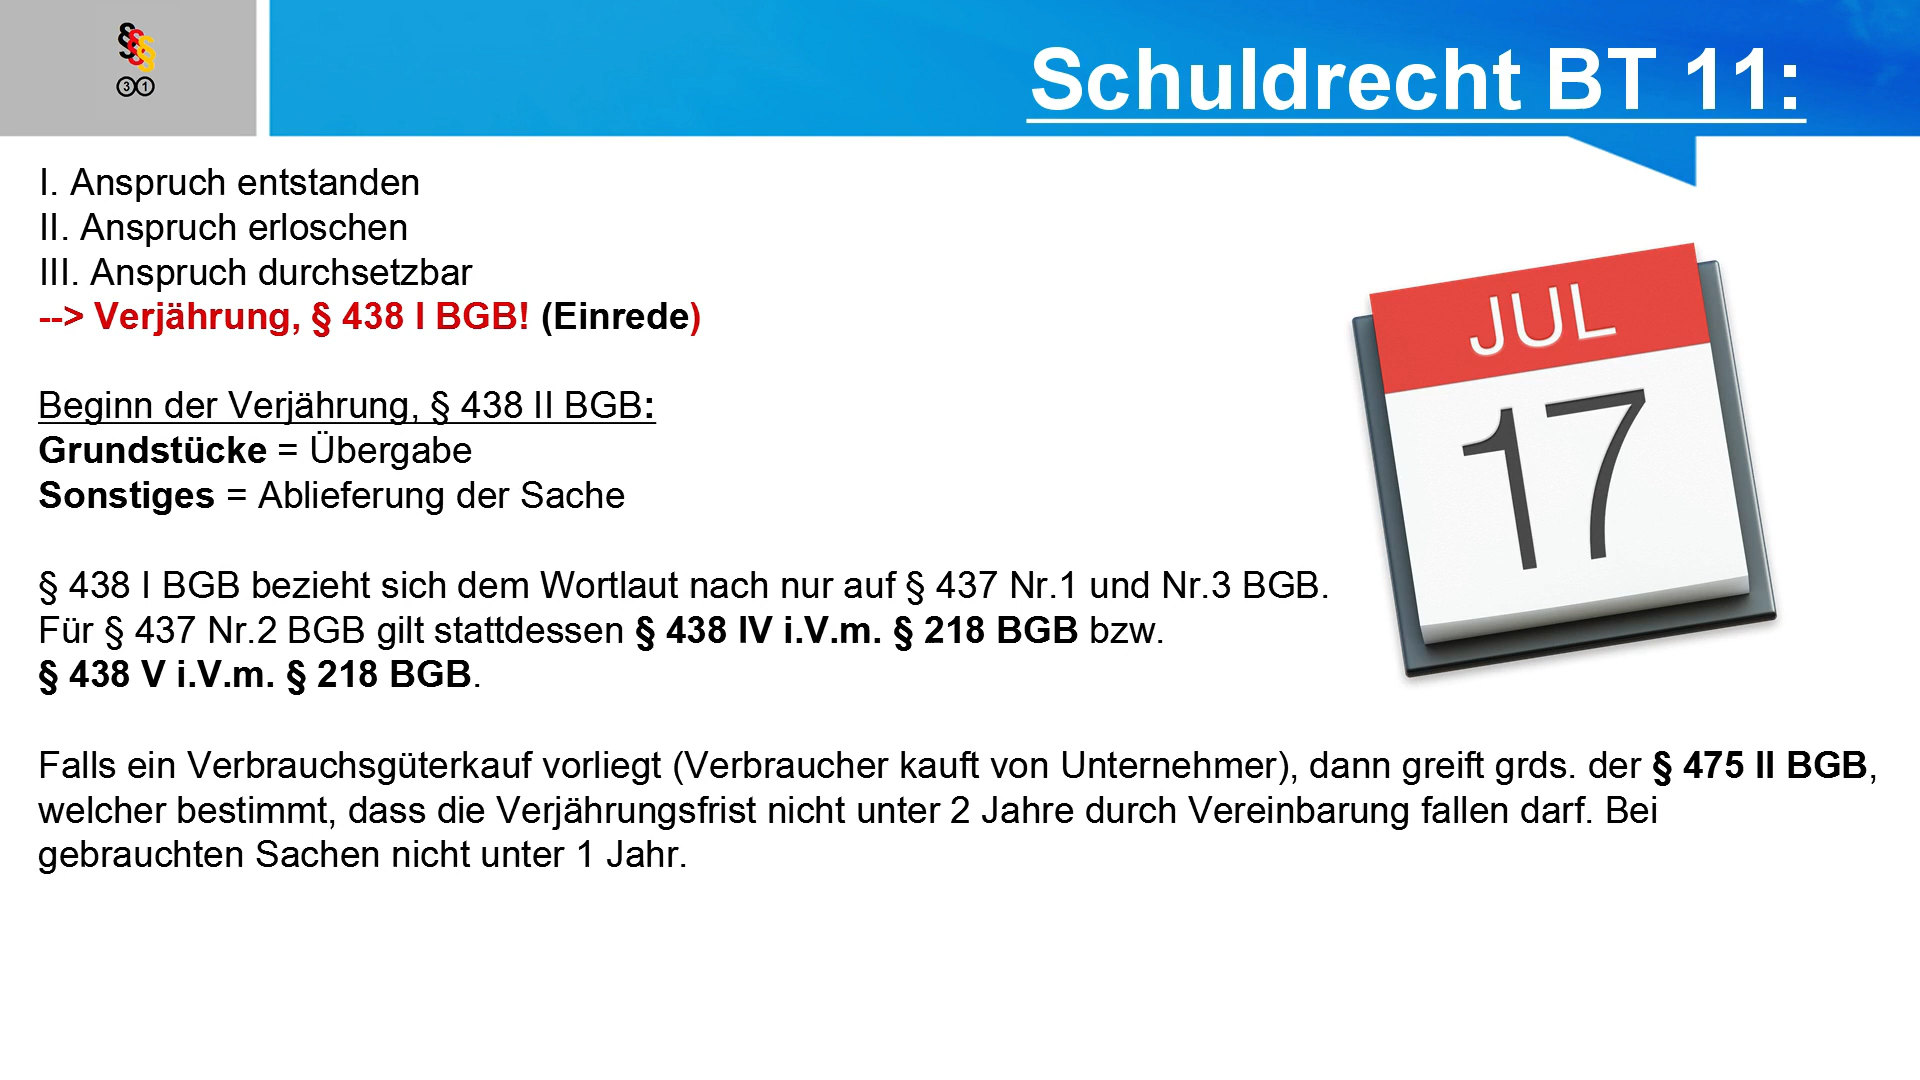 §§§
31
Schuldrecht BT 11:
I. Anspruch entstanden
II. Anspruch erloschen
III. Anspruch durchsetzbar
--> Verjährung, § 438 I BGB! (Einrede)
Beginn der Verjährung, § 438 II BGB:
Grundstücke = Übergabe
Sonstiges = Ablieferung der Sache
§ 438 I BGB bezieht sich dem Wortlaut nach nur auf § 437 Nr.1 und Nr.3 BGB.
Für § 437 Nr.2 BGB gilt stattdessen § 438 IV i.V.m. § 218 BGB bzw.
§ 438 V i.V.m. § 218 BGB.
Falls ein Verbrauchsgüterkauf vorliegt (Verbraucher kauft von Unternehmer), dann greift grds. der § 475 II BGB,
welcher bestimmt, dass die Verjährungsfrist nicht unter 2 Jahre durch Vereinbarung fallen darf. Bei
gebrauchten Sachen nicht unter 1 Jahr.
JUL
17